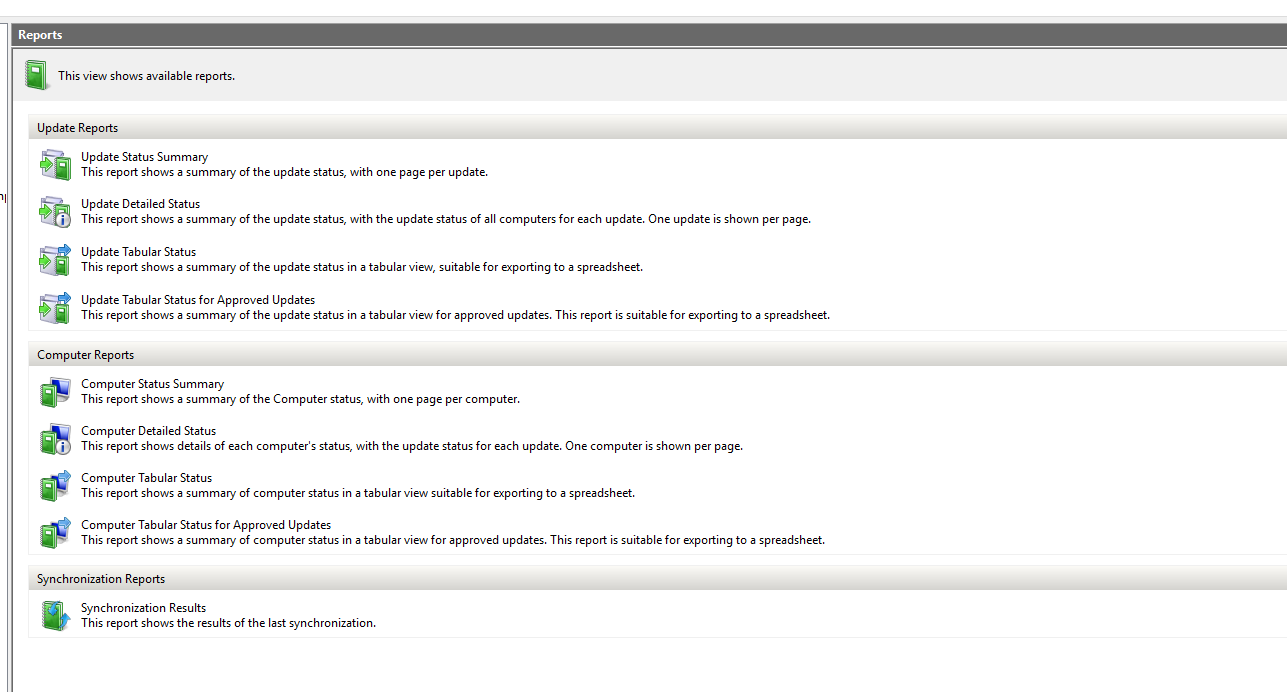 Reports
This view shows available reports.
Update Reports
Update Status Summary
This report shows a summary of the update status, with one page per update.
Update Detailed Status
This report shows a summary of the update status, with the update status of all computers for each update. One update is shown per page.
Update Tabular Status
This report shows a summary of the update status in a tabular view, suitable for exporting to a spreadsheet.
Update Tabular Status for Approved Updates
This report shows a summary of the update status in a tabular view for approved updates. This report is suitable for exporting to a spreadsheet.
Computer Reports
Computer Status Summary
This report shows a summary of the Computer status, with one page per computer.
Computer Detailed Status
This report shows details of each computer's status, with the update status for each update. One computer is shown per page.
Computer Tabular Status
This report shows a summary of computer status in a tabular view suitable for exporting to a spreadsheet.
Computer Tabular Status for Approved Updates
This report shows a summary of computer status in a tabular view for approved updates. This report is suitable for exporting to a spreadsheet.
Synchronization Reports
Synchronization Results
This report shows the results of the last synchronization.